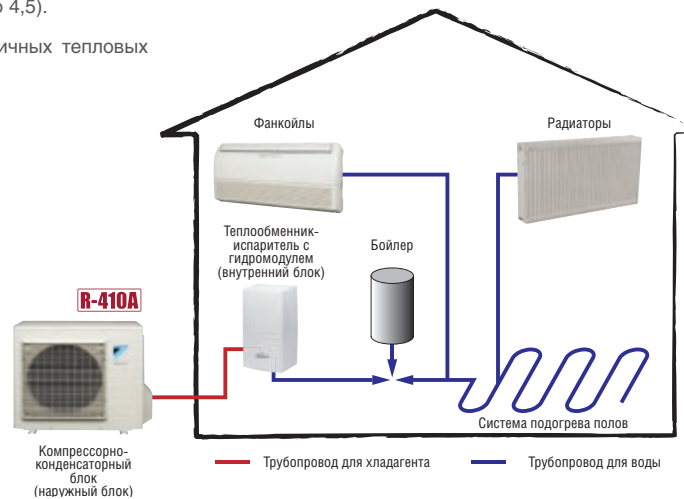 4,5).
ичных тепловых
Фанкойлы
Радиаторы
Теплообменник-
испаритель с
гидромодулем
(внутренний блок)
Бойлер
R-410A
Система подогрева полов
Компрессорно-
конденсаторный
блок
(наружный блок)
Трубопровод для хладагента
Трубопровод для воды